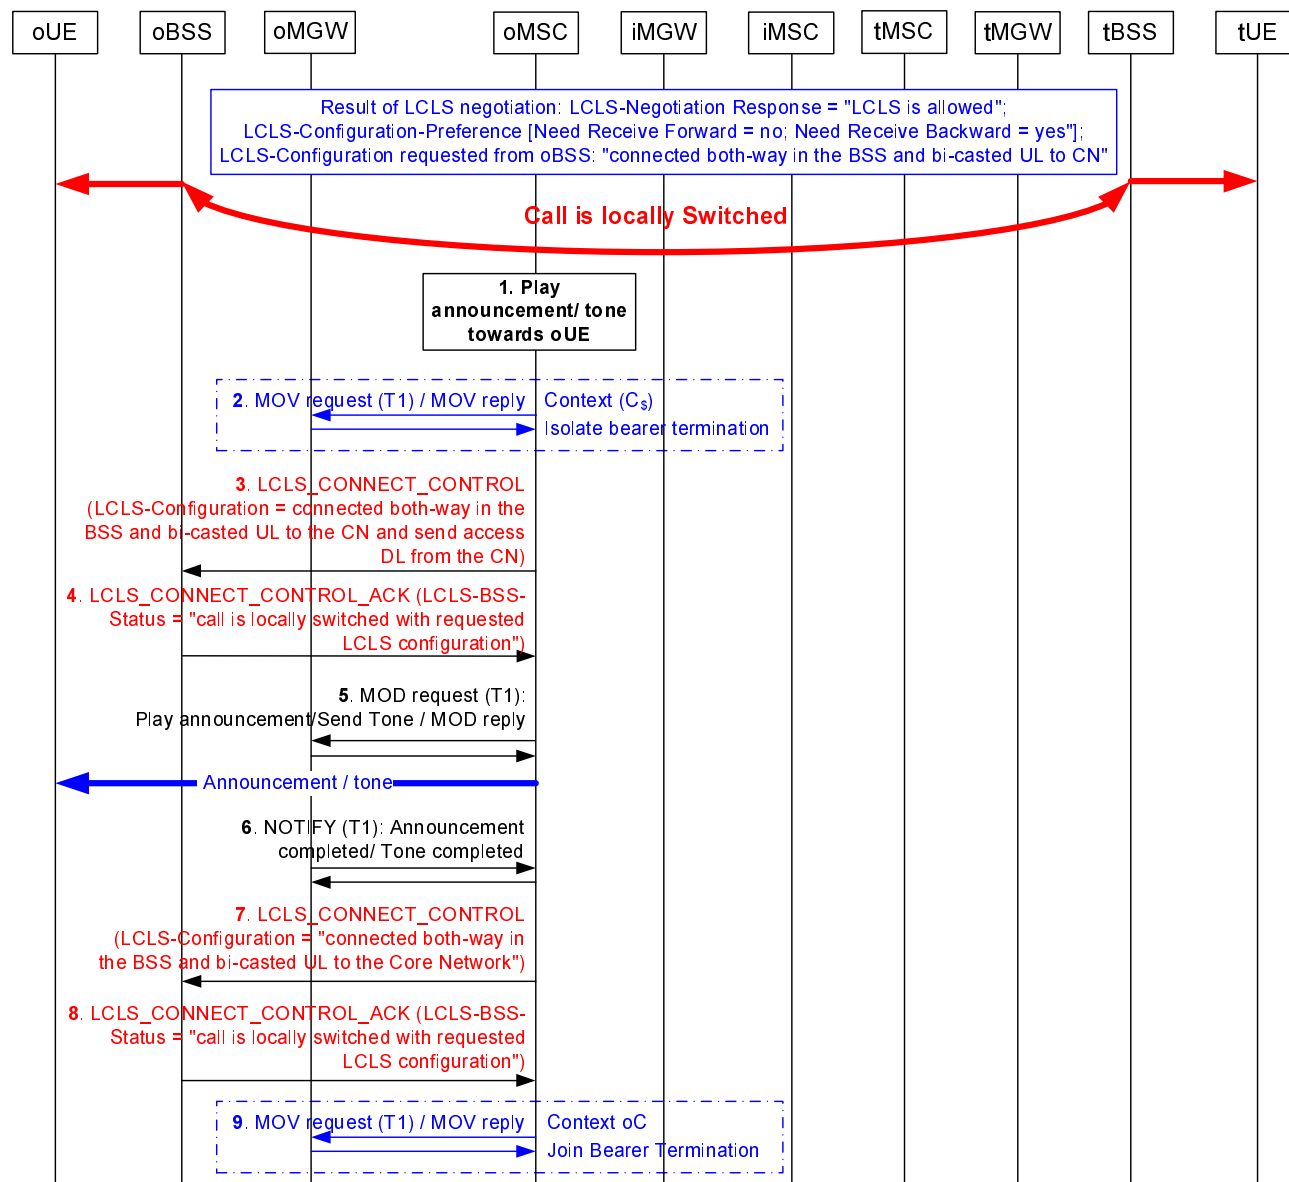 oUE oBSS oMGW oMSC iMGW iMSC tMSC tMGW tBSS tUE
Result of LCLS negotiation: LCLS-Negotiation Response = "LCLS is allowed";
LCLS-Configuration-Preference [Need Receive Forward = no; Need Receive Backward = yes"];
LCLS-Configuration requested from oBSS: "connected both-way in the BSS and bi-casted UL to CN"
Call is locally Switched
1. Play
announcement/ tone
towards oUE
2. MOV request (T1) / MOV reply Context (C$)
Isolate bearer termination
3. LCLS_CONNECT_CONTROL
(LCLS-Configuration = connected both-way in the
BSS and bi-casted UL to the CN and send access
DL from the CN)
4. LCLS_CONNECT_CONTROL_ACK (LCLS-BSS-
Status = "call is locally switched with requested
LCLS configuration")
5. MOD request (T1):
Play announcement/Send Tone / MOD reply
Announcement / tone
6. NOTIFY (T1): Announcement
completed/ Tone completed
7. LCLS_CONNECT_CONTROL
(LCLS-Configuration = "connected both-way in
the BSS and bi-casted UL to the Core Network")
8. LCLS_CONNECT_CONTROL_ACK (LCLS-BSS-
Status = "call is locally switched with requested
LCLS configuration")
9. MOV request (T1) / MOV reply Context oC
Join Bearer Termination